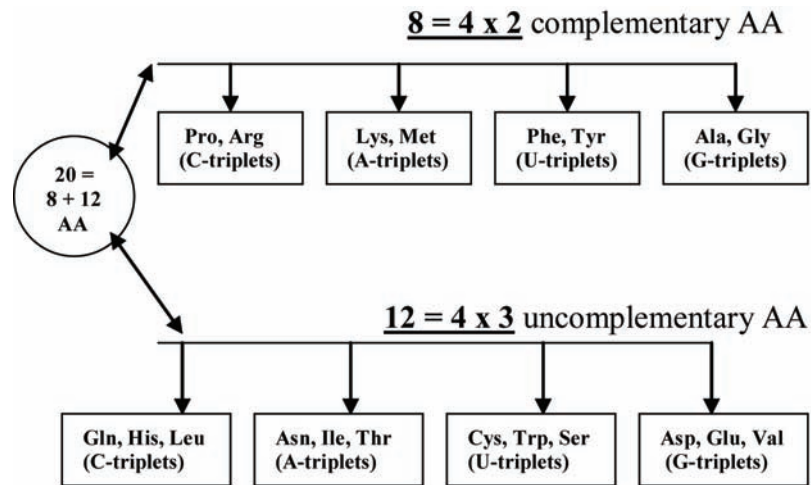 8 = 4 x 2 complementary AA
Pro, Arg
(C-triplets)
Lys, Met
(A-triplets)
Phe, Tyr
(U-triplets)
Ala, Gly
(G-triplets)
20 =
8 + 12
AA
12 = 4 x 3 uncomplementary AA
Gln, His, Leu
(C-triplets)
Asn, Ile, Thr
(A-triplets)
Cys, Trp, Ser
(U-triplets)
Asp, Glu, Val
(G-triplets)